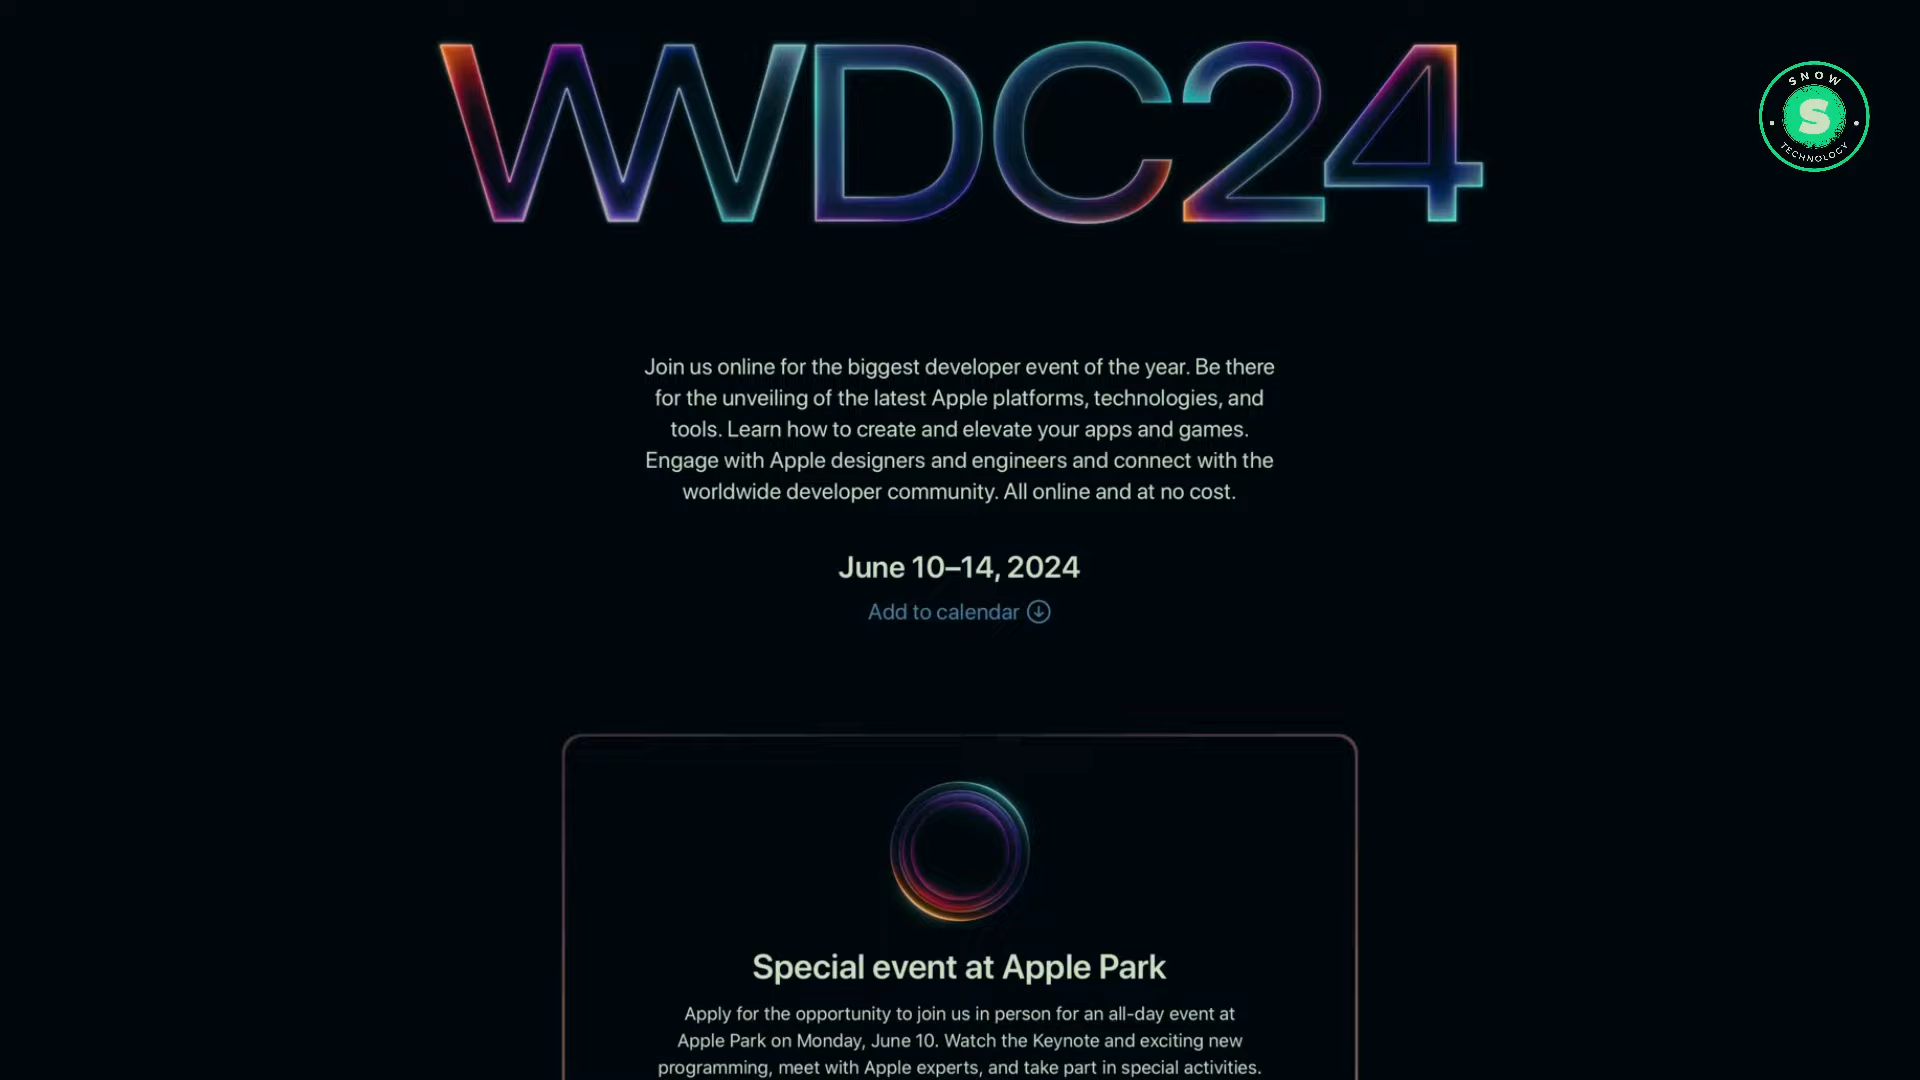 WWDC24
SNOW
S
TECHNOLOGY
Join us online for the biggest developer event of the year. Be there
for the unveiling of the latest Apple platforms, technologies, and
tools. Learn how to create and elevate your apps and games.
Engage with Apple designers and engineers and connect with the
worldwide developer community. All online and at no cost.
June 10–14, 2024
Add to calendar
Special event at Apple Park
Apply for the opportunity to join us in person for an all-day event at
Apple Park on Monday, June 10. Watch the Keynote and exciting new
programming, meet with Apple experts, and take part in special activities.